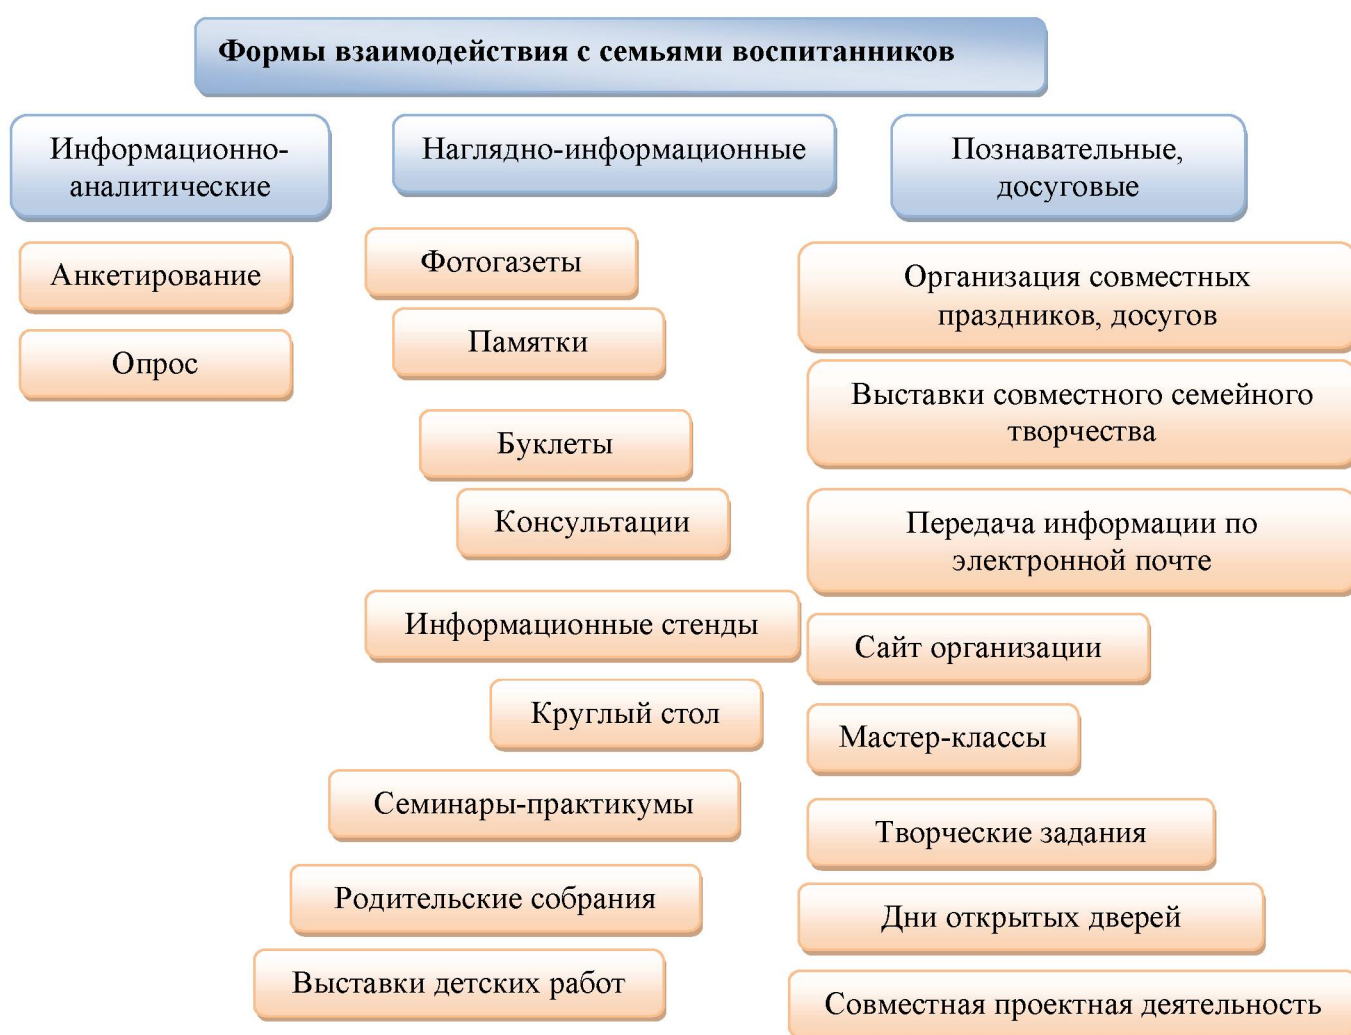 Формы взаимодействия с семьями воспитанников
Информационно-
аналитические
Анкетирование
Опрос
Наглядно-информационные
Фотогазеты
Памятки
Буклеты
Консультации
Информационные стенды
Круглый стол
Семинары-практикумы
Родительские собрания
Выставки детских работ
Познавательные,
досуговые
Организация совместных
праздников, досугов
Выставки совместного семейного
творчества
Передача информации по
электронной почте
Сайт организации
Мастер-классы
Творческие задания
Дни открытых дверей
Совместная проектная деятельность